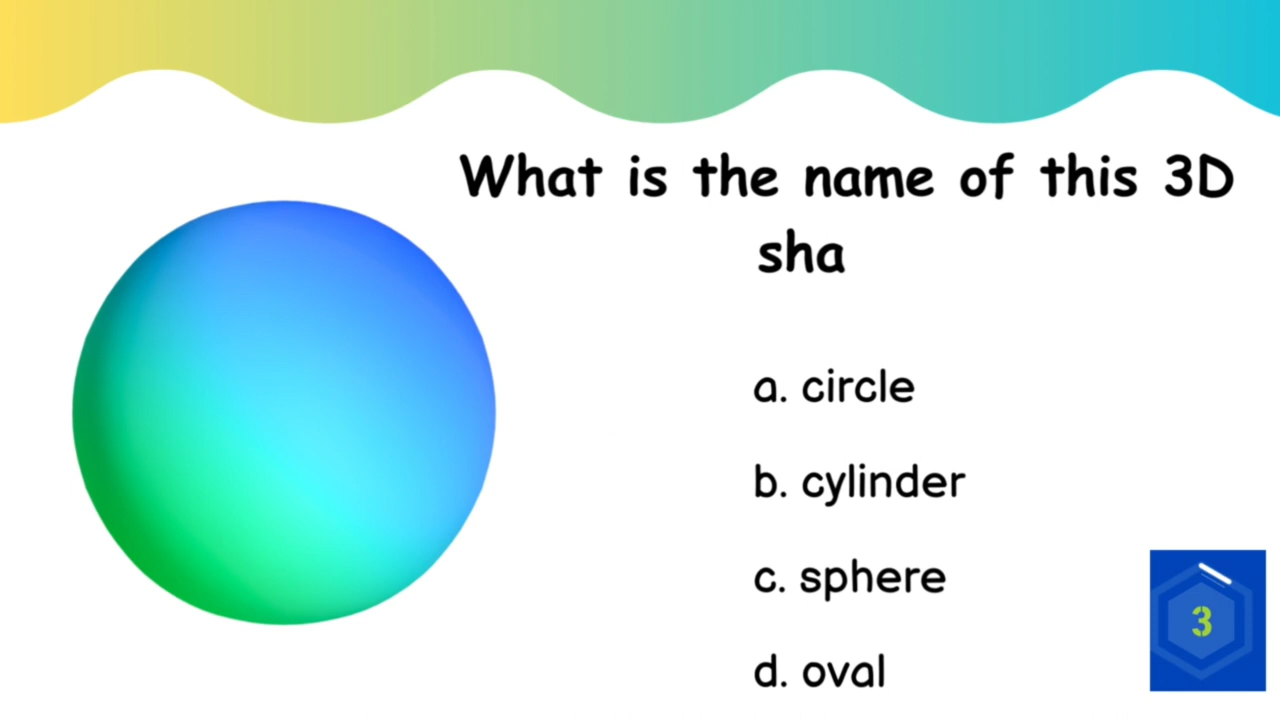 What is the name of this 3D
sha
a. circle
b. cylinder
c. sphere
d. oval
3